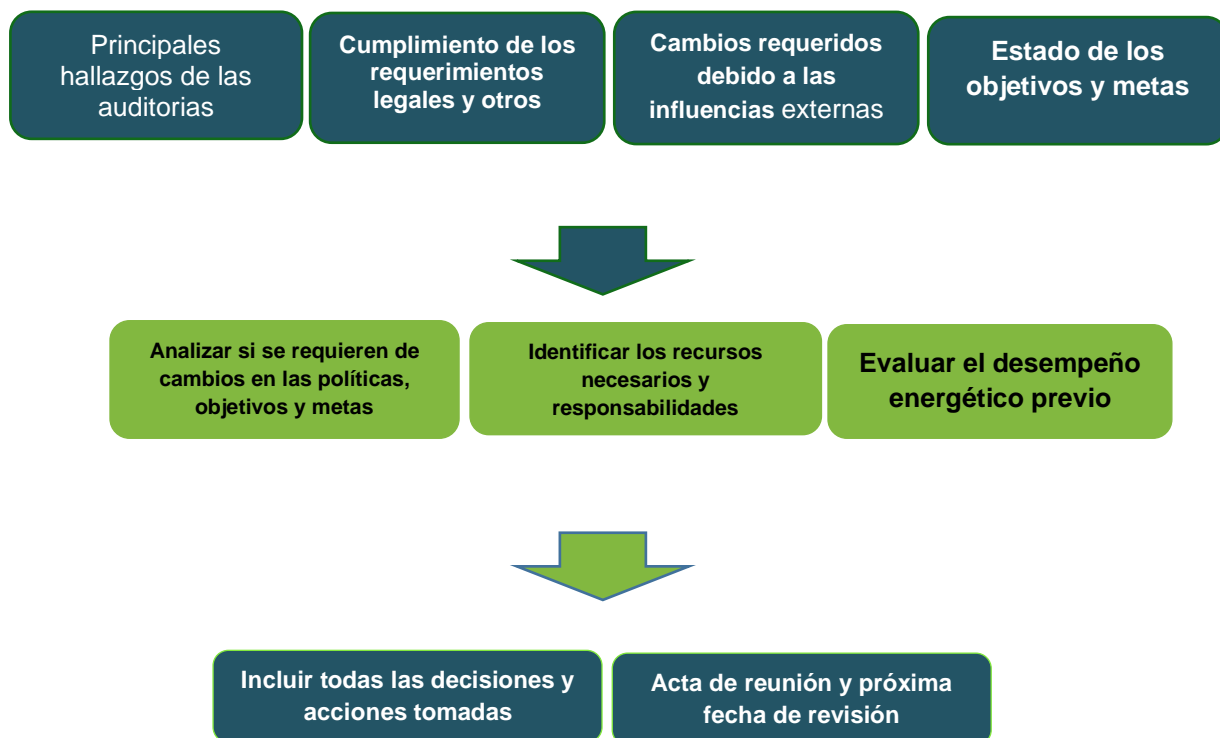 Principales
hallazgos de las
auditorias
Cumplimiento de los
requerimientos
legales y otros
Cambios requeridos
debido a las
influencias externas
Estado de los
objetivos y metas
Analizar si se requieren de
cambios en las políticas,
objetivos y metas
Identificar los recursos
necesarios y
responsabilidades
Evaluar el desempeño
energético previo
Incluir todas las decisiones y
acciones tomadas
Acta de reunión y próxima
fecha de revisión